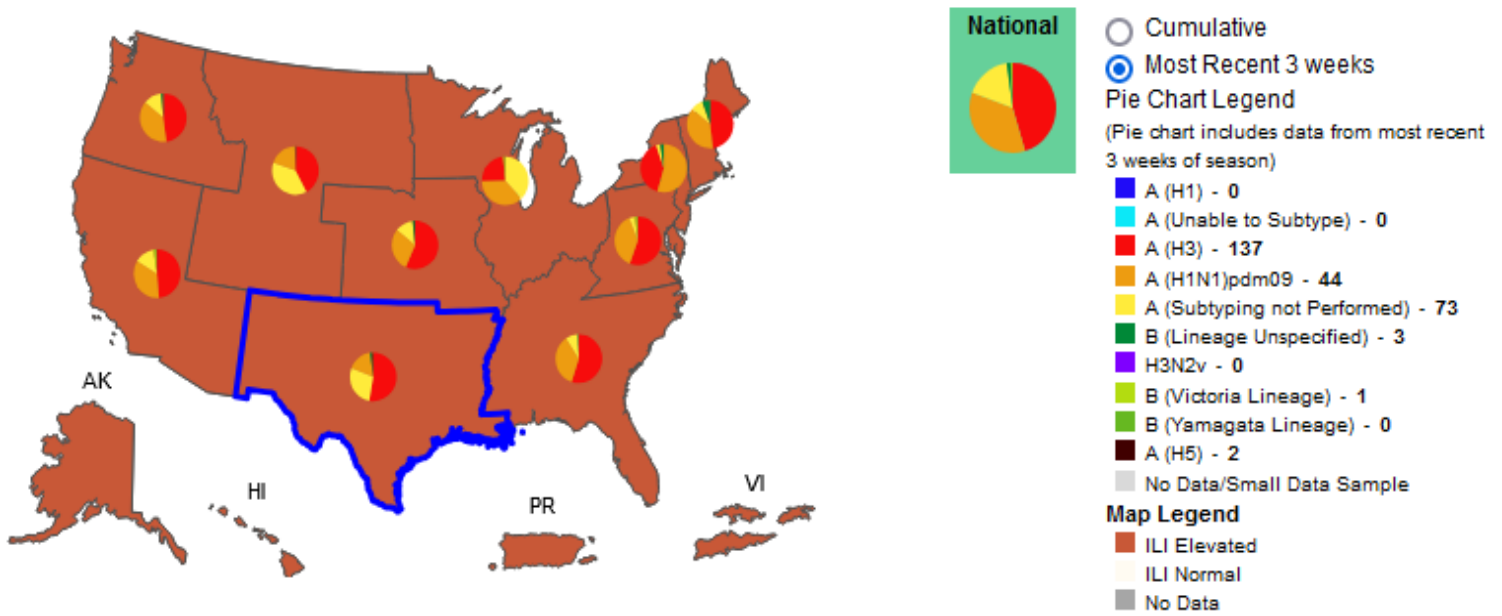 National
Cumulative
Most Recent 3 weeks
Pie Chart Legend
(Pie chart includes data from most recent
3 weeks of season)
A (H1) - 0
A (Unable to Subtype) - 0
A (H3) - 137
A (H1N1)pdm09 - 44
A (Subtyping not Performed) - 73
B (Lineage Unspecified) - 3
H3N2v - 0
B (Victoria Lineage) - 1
B (Yamagata Lineage) - 0
A (H5) - 2
No Data/Small Data Sample
Map Legend
ILI Elevated
ILI Normal
No Data
AK
HI
PR
VI